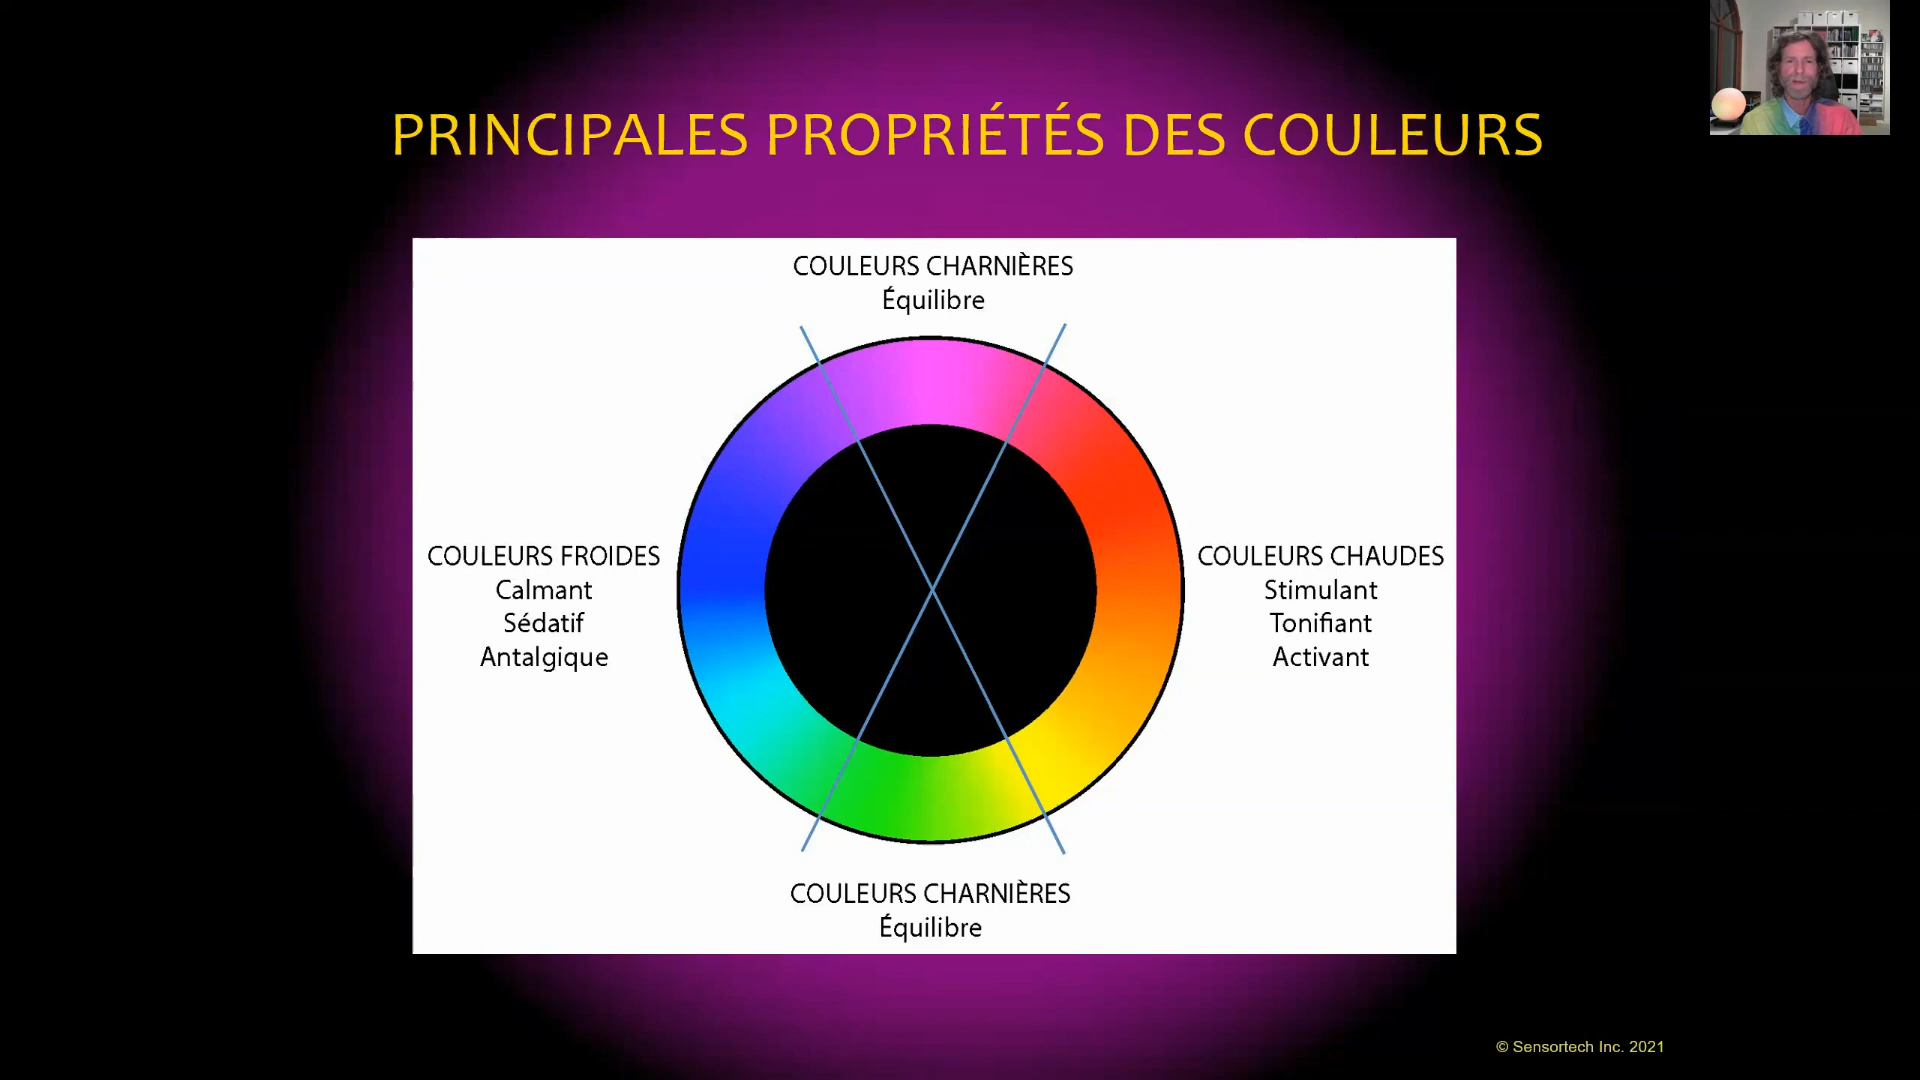 PRINCIPALES PROPRIÉTÉS DES COULEURS
COULEURS CHARNIÈRES
Équilibre
COULEURS FROIDES
Calmant
Sédatif
Antalgique
COULEURS CHAUDES
Stimulant
Tonifiant
Activant
COULEURS CHARNIÈRES
Équilibre
© Sensortech Inc. 2021